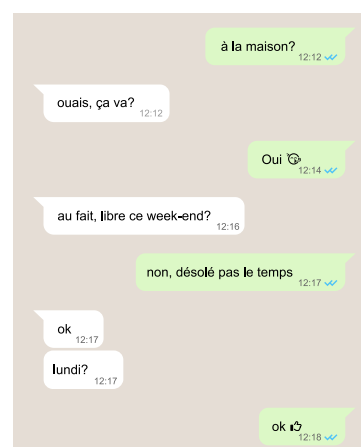 à la maison?
12:12
ouais, ça va?
12:12
Oui 😘
12:14
au fait, libre ce week-end?
12:16
non, désolé pas le temps
12:17
ok
12:17
lundi?
12:17
ok 👍
12:18